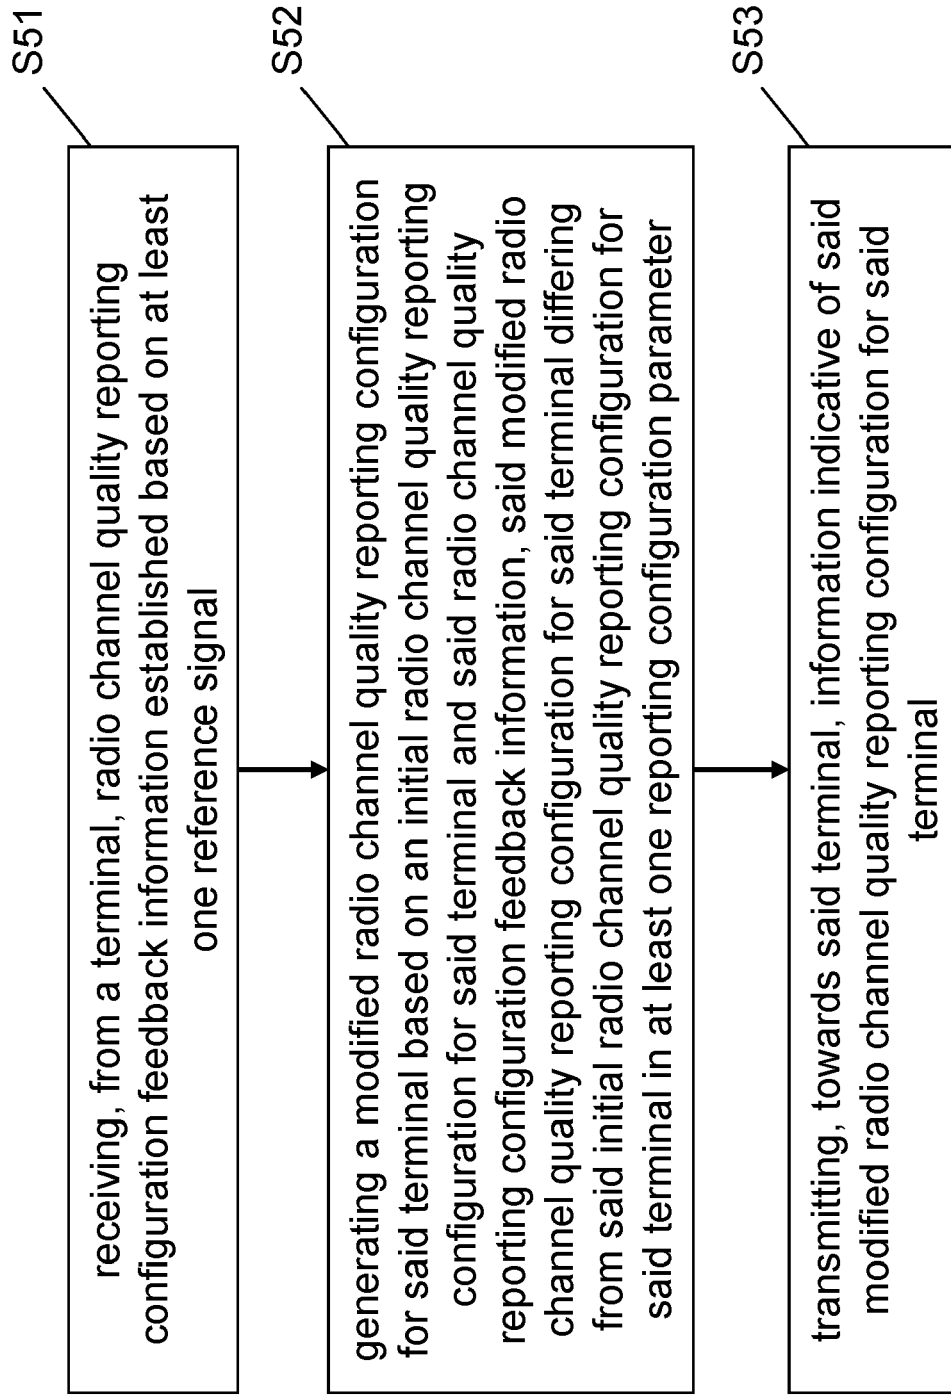 S51
receiving, from a terminal, radio channel quality reporting
configuration feedback information established based on at least
one reference signal
S52
generating a modified radio channel quality reporting configuration
for said terminal based on an initial radio channel quality reporting
configuration for said terminal and said radio channel quality
reporting configuration feedback information, said modified radio
channel quality reporting configuration for said terminal differing
from said initial radio channel quality reporting configuration for
said terminal in at least one reporting configuration parameter
S53
transmitting, towards said terminal, information indicative of said
modified radio channel quality reporting configuration for said
terminal